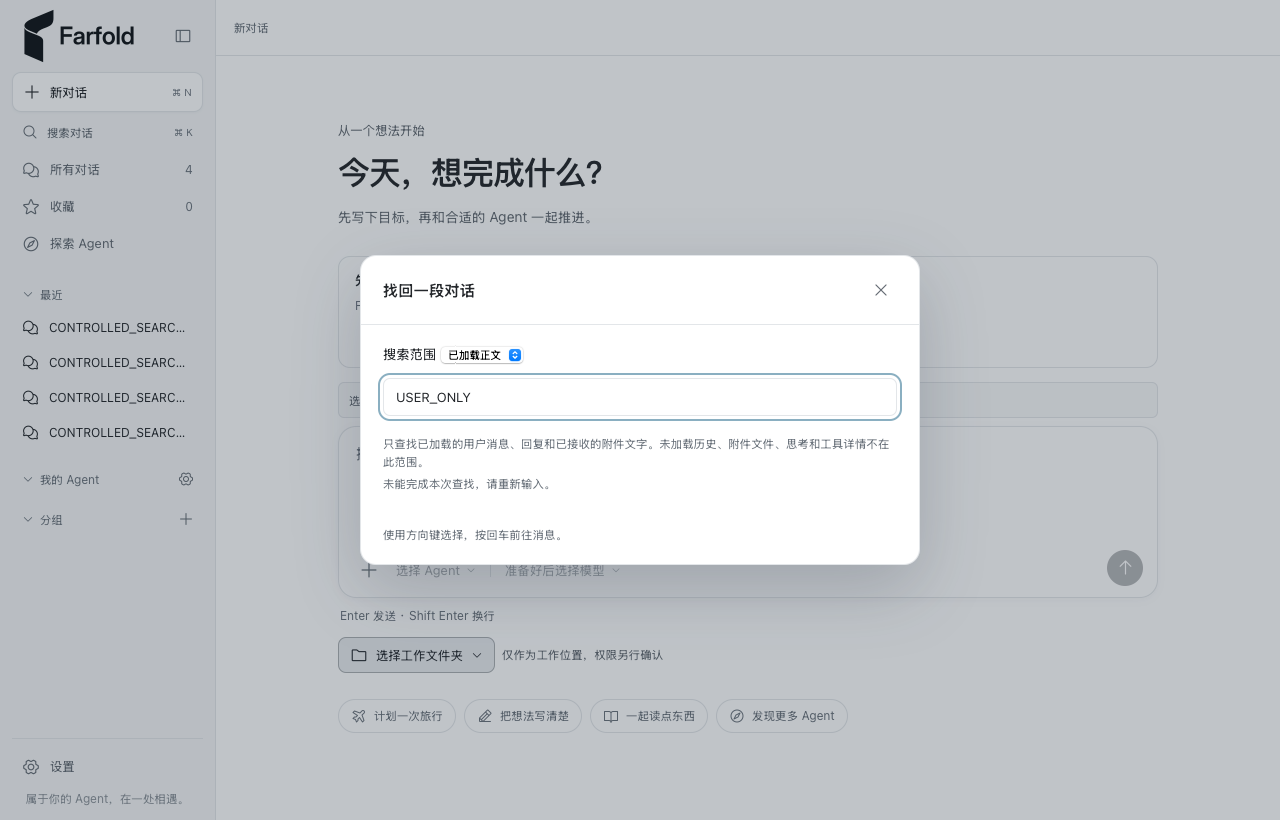 Farfold
新对话
⌘ N
搜索对话
⌘ K
所有对话
4
收藏
0
探索 Agent
最近
CONTROLLED_SEARC...
CONTROLLED_SEARC...
CONTROLLED_SEARC...
CONTROLLED_SEARC...
我的 Agent
分组
设置
属于你的 Agent，在一处相遇。
新对话
从一个想法开始
今天，想完成什么？
先写下目标，再和合适的 Agent 一起推进。
找回一段对话
搜索范围 已加载正文
USER_ONLY
只查找已加载的用户消息、回复和已接收的附件文字。未加载历史、附件文件、思考和工具详情不在
此范围。
未能完成本次查找，请重新输入。
使用方向键选择，按回车前往消息。
选择 Agent
准备好后选择模型
Enter 发送 · Shift Enter 换行
选择工作文件夹
仅作为工作位置，权限另行确认
计划一次旅行
把想法写清楚
一起读点东西
发现更多 Agent